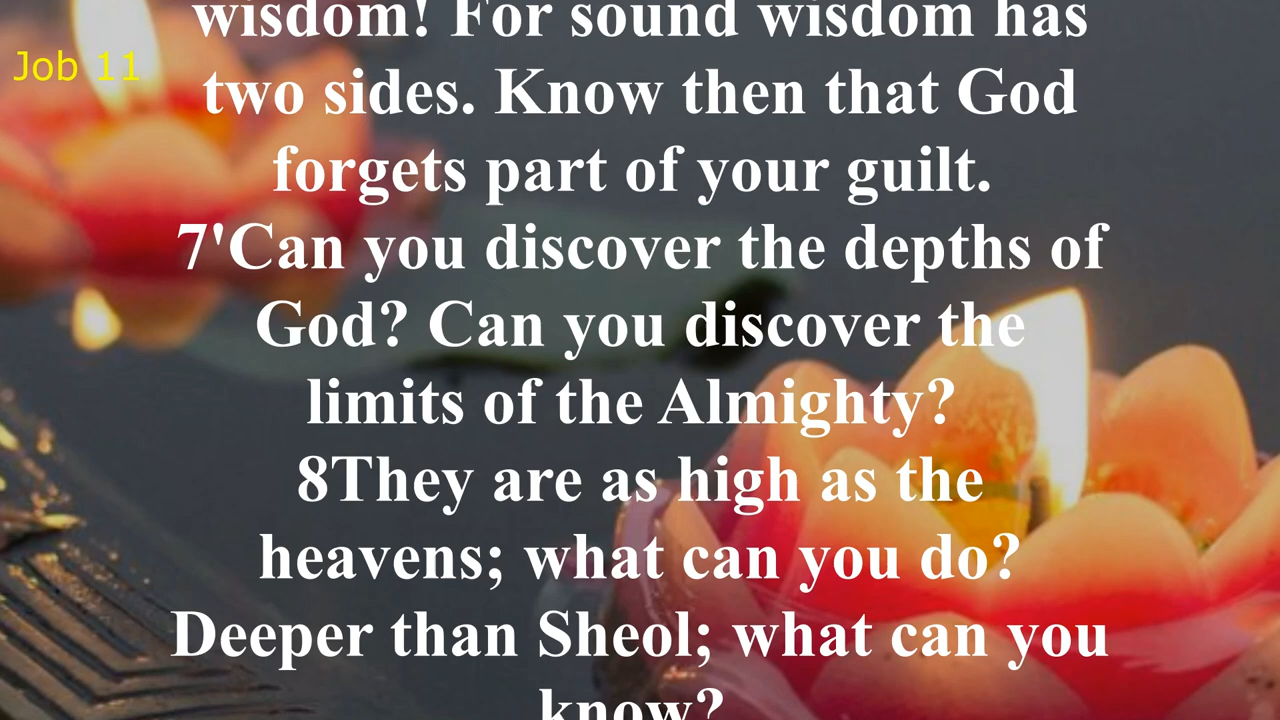 wisdom! For sound wisdom has
Job 11
two sides. Know then that God
forgets part of your guilt.
7'Can you discover the depths of
God? Can you discover the
limits of the Almighty?
8They are as high as the
heavens; what can you do?
Deeper than Sheol; what can you
know?